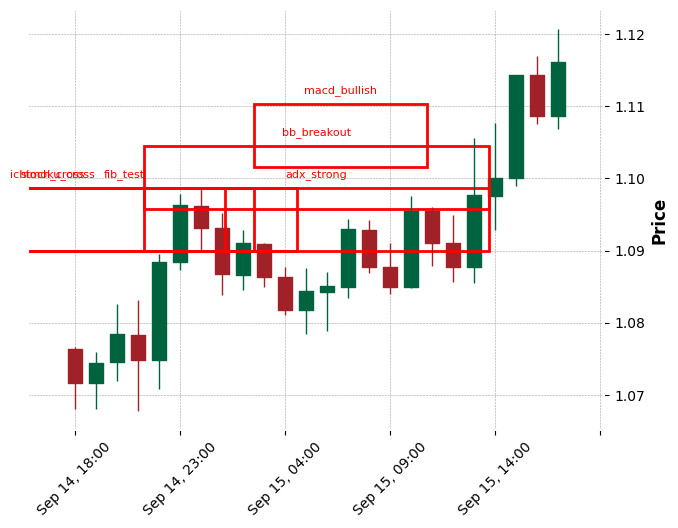 1.12
macd_bullish
1.11
bb_breakout
fib_test
adx_strong
1.10
Price
1.09
1.08
1.07
Sep 14, 18:00
Sep 14, 23:00
Sep 15, 04:00
Sep 15, 09:00
Sep 15, 14:00